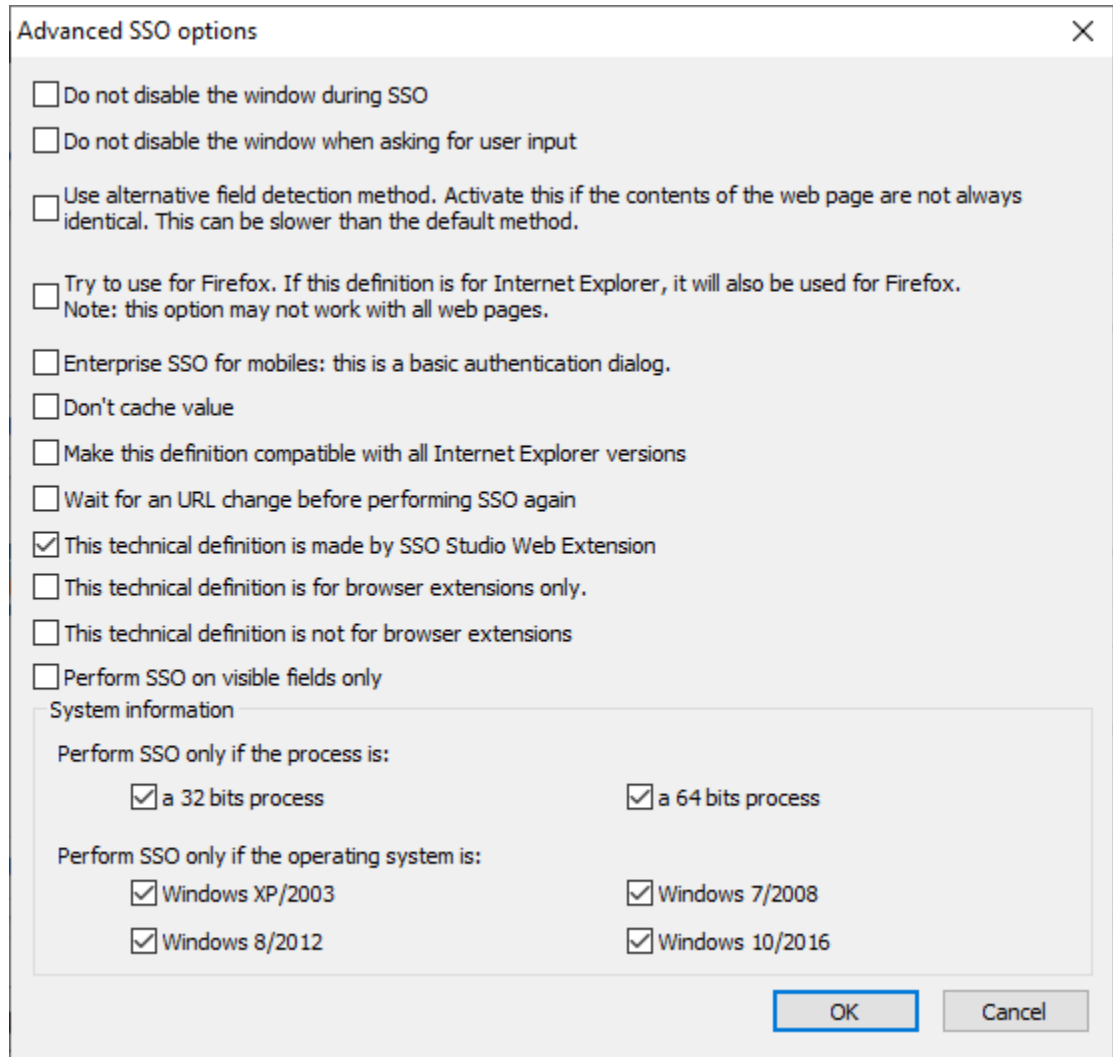 Advanced SSO options
Do not disable the window during SSO
Do not disable the window when asking for user input
Use alternative field detection method. Activate this if the contents of the web page are not always
identical. This can be slower than the default method.
Try to use for Firefox. If this definition is for Internet Explorer, it will also be used for Firefox.
Note: this option may not work with all web pages.
Enterprise SSO for mobiles: this is a basic authentication dialog.
Don't cache value
Make this definition compatible with all Internet Explorer versions
Wait for an URL change before performing SSO again
This technical definition is made by SSO Studio Web Extension
This technical definition is for browser extensions only.
This technical definition is not for browser extensions
Perform SSO on visible fields only
System information
Perform SSO only if the process is:
a 32 bits process
a 64 bits process
Perform SSO only if the operating system is:
Windows XP/2003
Windows 7/2008
Windows 8/2012
Windows 10/2016
OK
Cancel